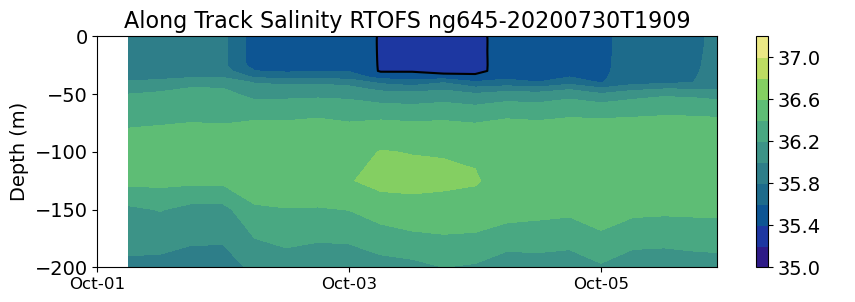 Along Track Salinity RTOFS ng645-20200730T1909
Depth (m)
0
−50
−100
−150
−200
Oct-01
Oct-03
Oct-05
37.0
36.6
36.2
35.8
35.4
35.0